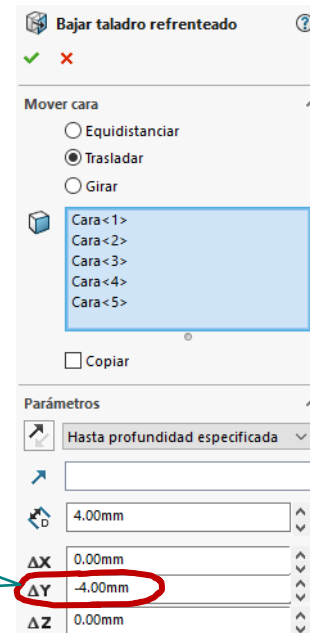 Bajar taladro refrenteado
Mover cara
Equidistanciar
Trasladar
Girar
Cara<1>
Cara<2>
Cara<3>
Cara<4>
Cara<5>
Copiar
Parámetros
Hasta profundidad especificada
D 4.00mm
ΔX 0.00mm
ΔY -4.00mm
ΔZ 0.00mm